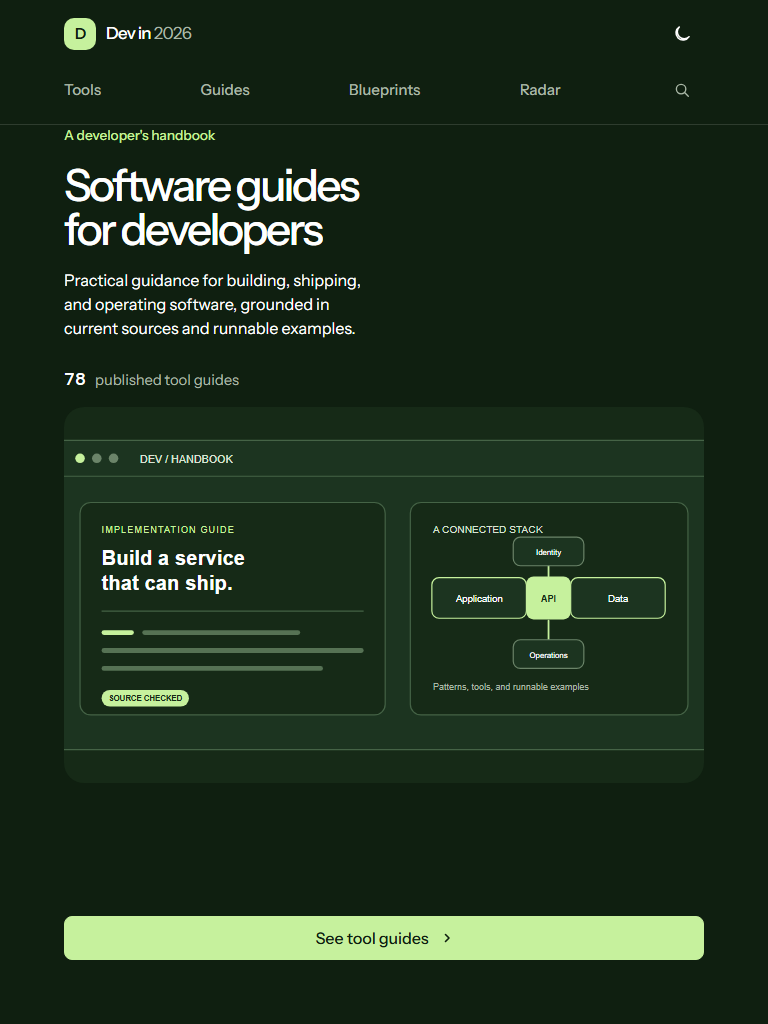 D Dev in 2026
Tools Guides Blueprints Radar
A developer's handbook
Software guides
for developers
Practical guidance for building, shipping,
and operating software, grounded in
current sources and runnable examples.
78 published tool guides
DEV / HANDBOOK
IMPLEMENTATION GUIDE
Build a service
that can ship.
SOURCE CHECKED
A CONNECTED STACK
Identity
Application API Data
Operations
Patterns, tools, and runnable examples
See tool guides